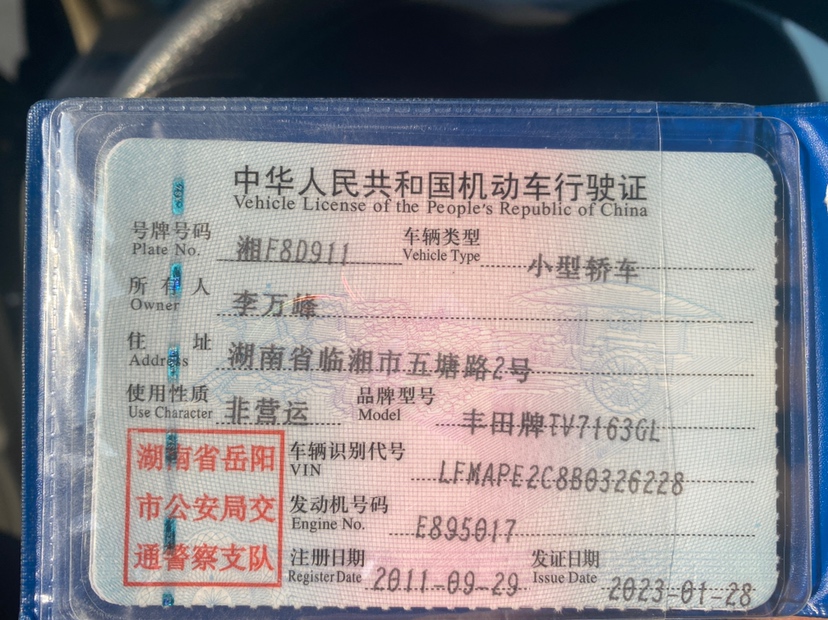 中华人民共和国机动车行驶证
Vehicle License of the People's Republic of China
号牌号码 湘F8D911 车辆类型 小型轿车
Plate No. Vehicle Type
所有人 李万峰
Owner
住址 湖南省临湘市五塘路2号
Address
使用性质 非营运 品牌型号 丰田牌TV7163GL
Use Character Model
湖南省岳阳
市公安局交
通警察支队
车辆识别代号 LFMAPE2C8B0326228
VIN
发动机号码 E895017
Engine No.
注册日期 2011-09-29 发证日期 2023-01-28
Register Date Issue Date